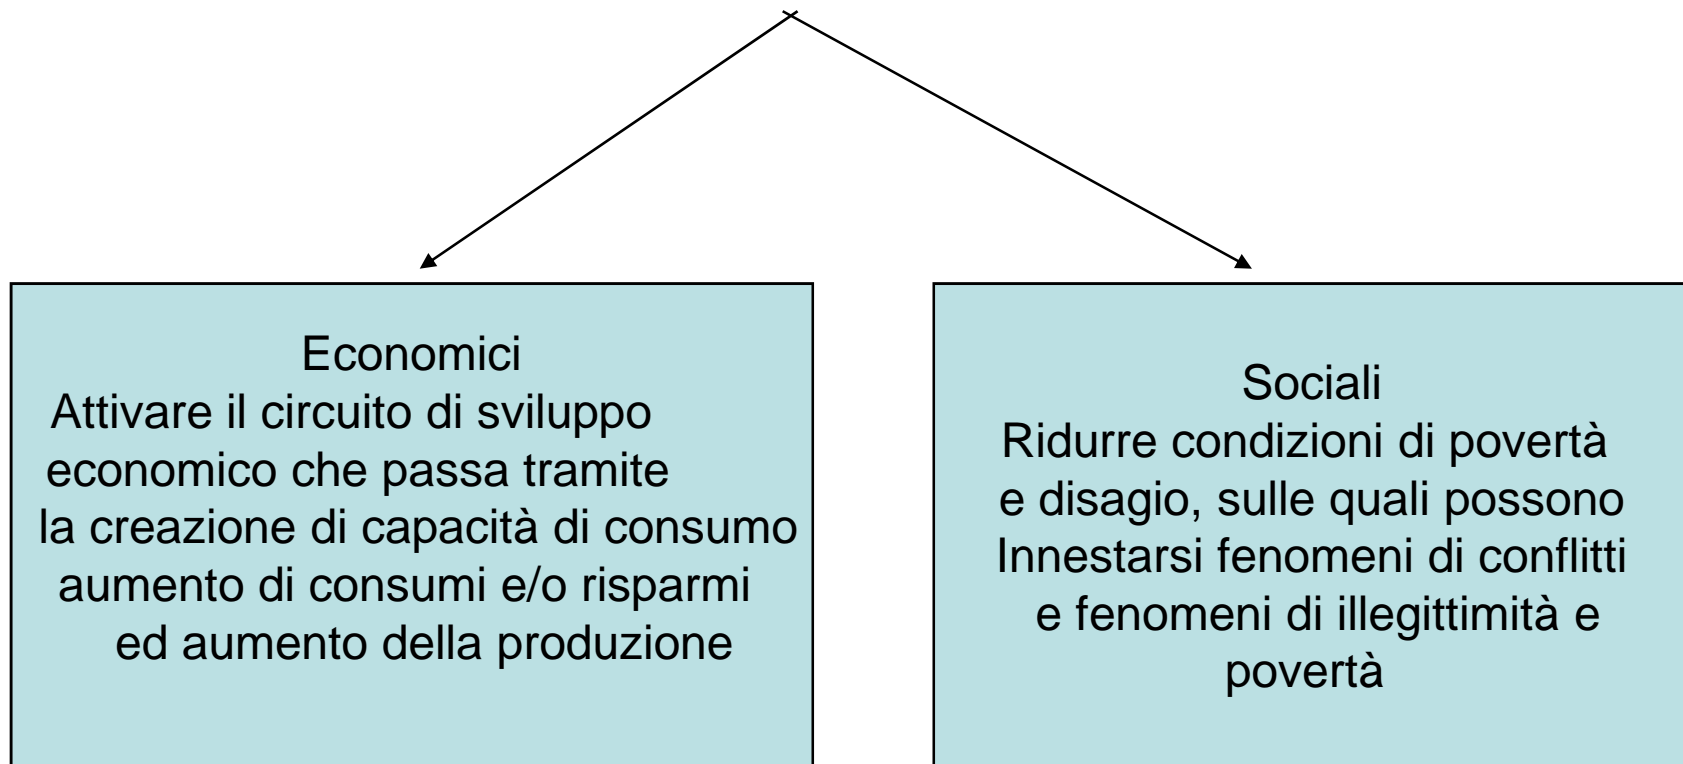 Economici
Attivare il circuito di sviluppo
economico che passa tramite
la creazione di capacità di consumo
aumento di consumi e/o risparmi
ed aumento della produzione
Sociali
Ridurre condizioni di povertà
e disagio, sulle quali possono
Innestarsi fenomeni di conflitti
e fenomeni di illegittimità e
povertà